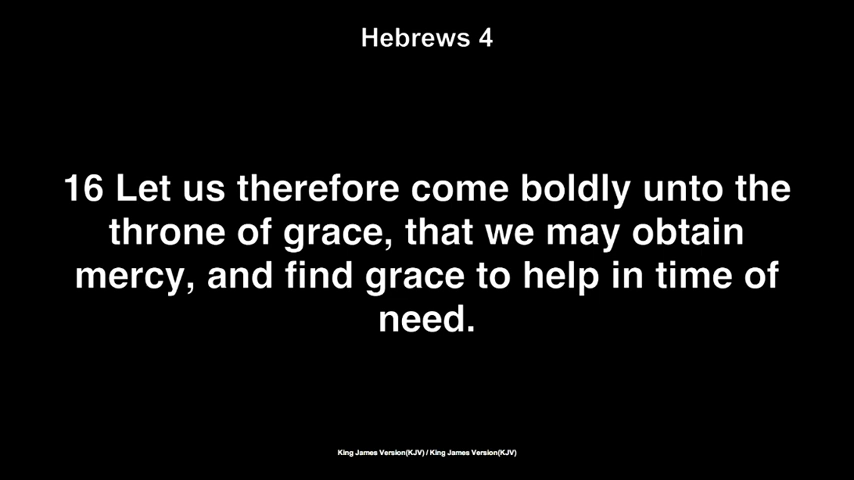 Hebrews 4
16 Let us therefore come boldly unto the
throne of grace, that we may obtain
mercy, and find grace to help in time of
need.
King James Version(KJV) / King James Version(KJV)